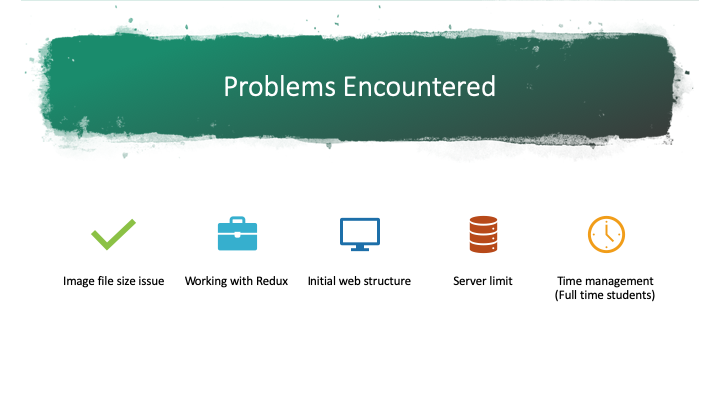 Problems Encountered
Image file size issue
Working with Redux
Initial web structure
Server limit
Time management
(Full time students)